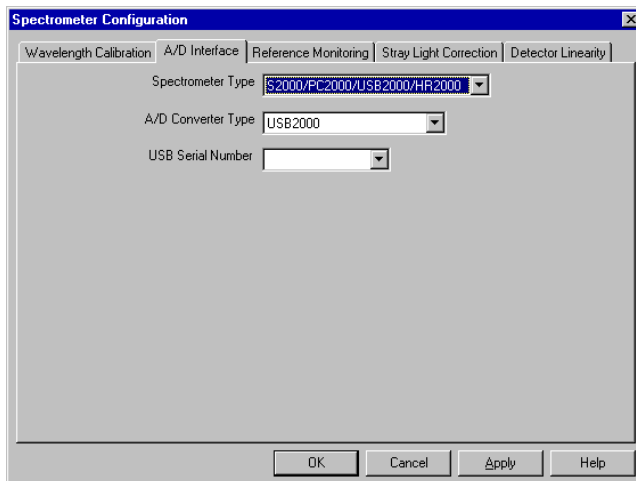 Spectrometer Configuration
Wavelength Calibration A/D Interface Reference Monitoring Stray Light Correction Detector Linearity
Spectrometer Type S2000/PC2000/USB2000/HR2000
A/D Converter Type USB2000
USB Serial Number
OK Cancel Apply Help